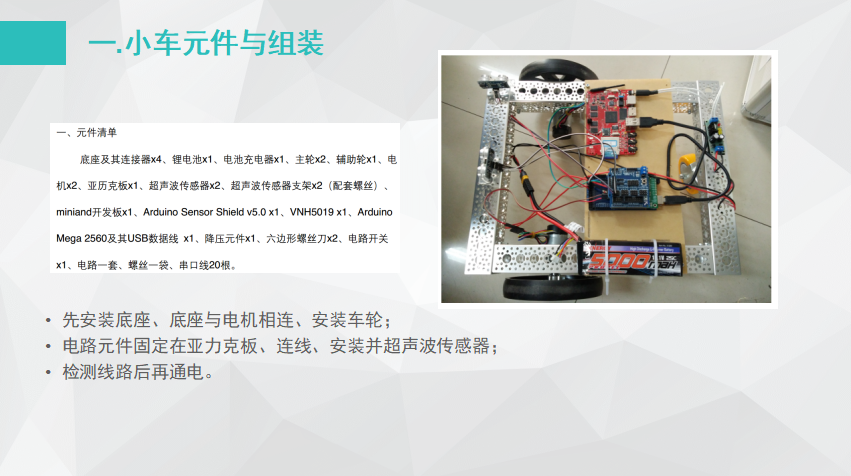 一.小车元件与组装
一、元件清单
底座及其连接器x4、锂电池x1、电池充电器x1、主轮x2、辅助轮x1、电
机x2、亚历克板x1、超声波传感器x2、超声波传感器支架x2（配套螺丝）、
miniand开发板x1、Arduino Sensor Shield v5.0 x1、VNH5019 x1、Arduino
Mega 2560及其USB数据线 x1、降压元件x1、六边形螺丝刀x2、电路开关
x1、电路一套、螺丝一袋、串口线20根。
5000
25C
• 先安装底座、底座与电机相连、安装车轮；
• 电路元件固定在亚力克板、连线、安装并超声波传感器；
• 检测线路后再通电。